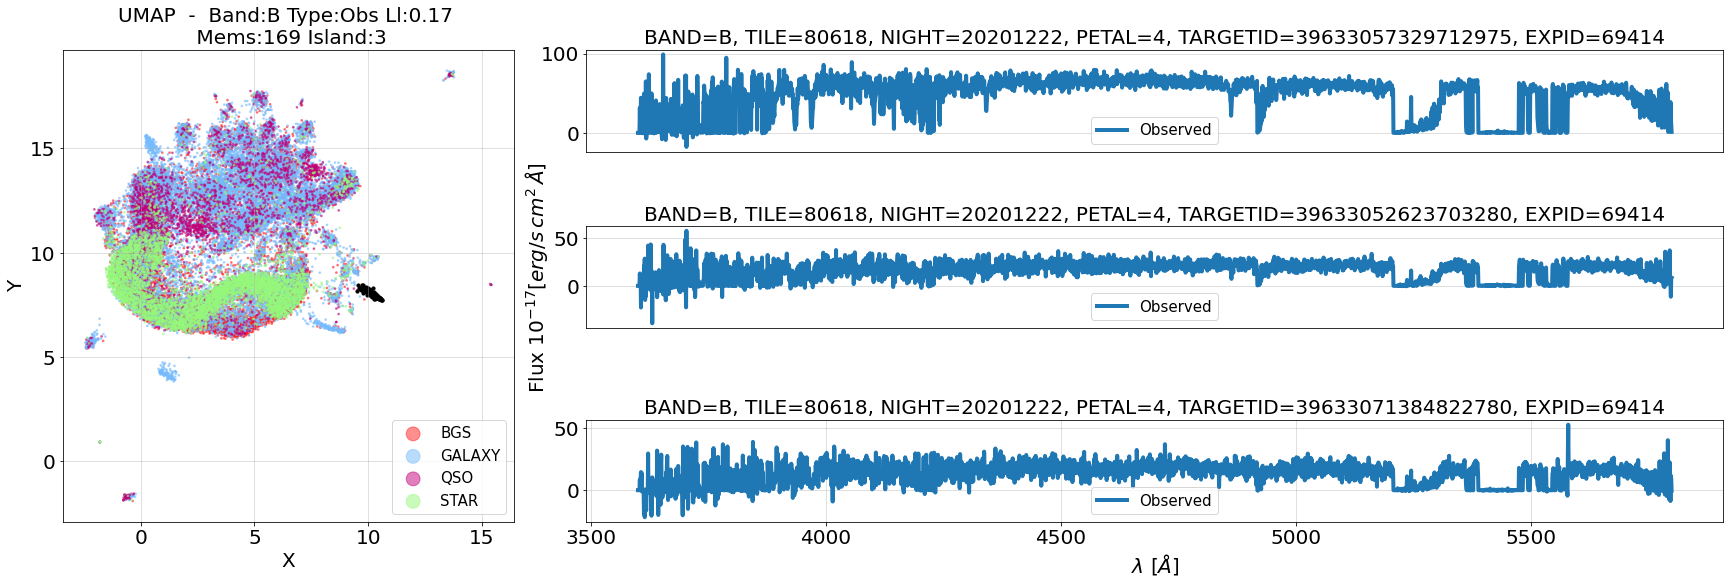 UMAP - Band:B Type:Obs Ll:0.17
Mems:169 Island:3
Y
15
10
5
0
0 5 10 15
X
BGS
GALAXY
QSO
STAR
Flux 10⁻¹⁷[erg/s cm² Å]
BAND=B, TILE=80618, NIGHT=20201222, PETAL=4, TARGETID=39633057329712975, EXPID=69414
100
0
Observed
BAND=B, TILE=80618, NIGHT=20201222, PETAL=4, TARGETID=39633052623703280, EXPID=69414
50
0
Observed
BAND=B, TILE=80618, NIGHT=20201222, PETAL=4, TARGETID=39633071384822780, EXPID=69414
50
0
Observed
3500 4000 4500 5000 5500
λ [Å]